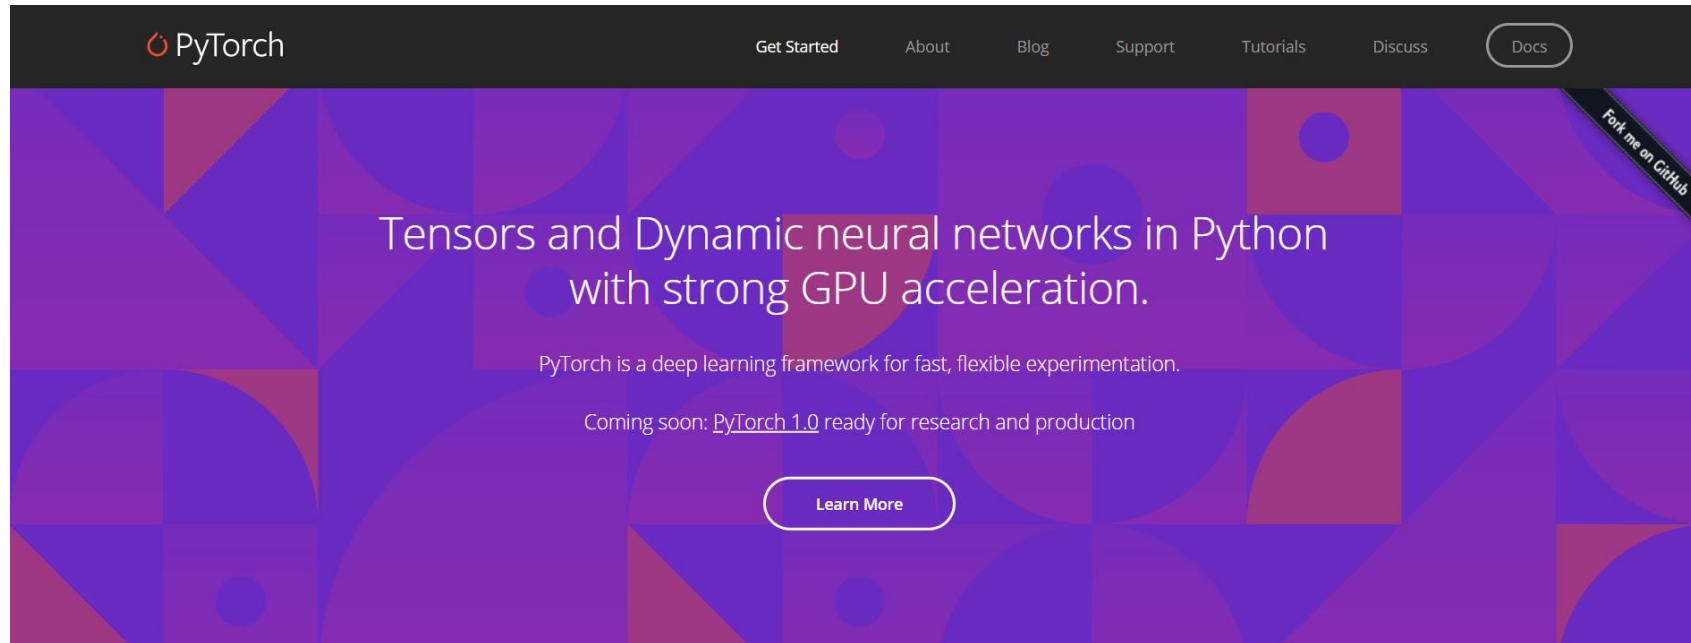 PyTorch
Get Started
About
Blog
Support
Tutorials
Discuss
Docs
Fork me on GitHub
Tensors and Dynamic neural networks in Python
with strong GPU acceleration.
PyTorch is a deep learning framework for fast, flexible experimentation.
Coming soon: PyTorch 1.0 ready for research and production
Learn More